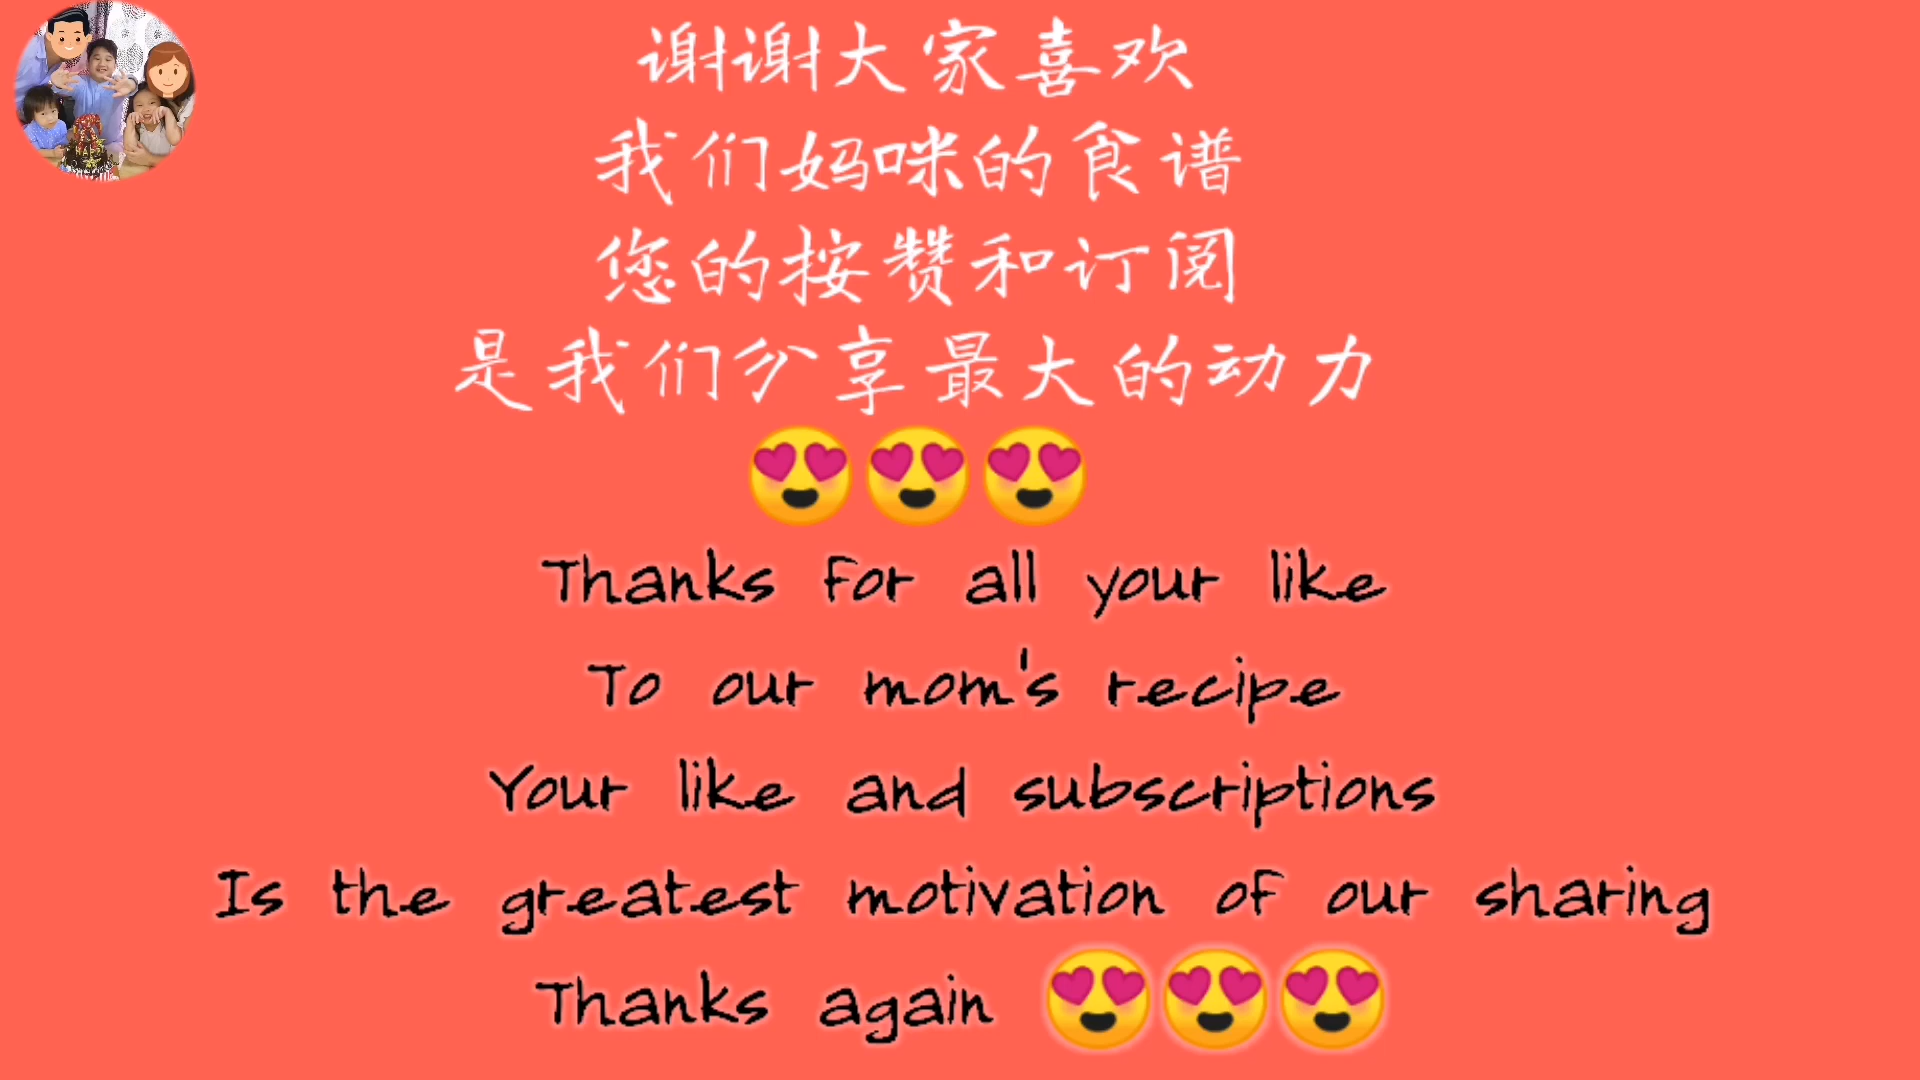 谢谢大家喜欢
我们妈咪的食谱
您的按赞和订阅
是我们分享最大的动力
😍😍😍
Thanks for all your like
To our mom's recipe
Your like and subscriptions
Is the greatest motivation of our sharing
Thanks again 😍😍😍